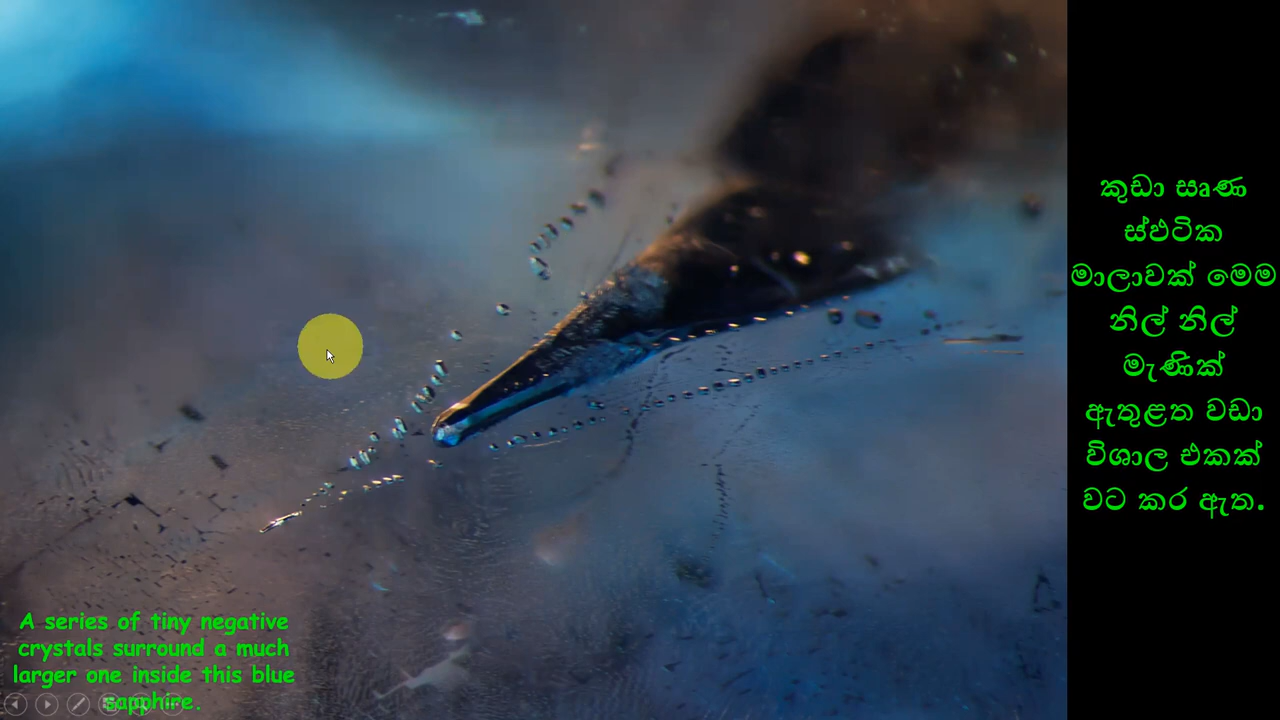 කුඩා සෘණ
ස්ඵටික
මාලාවක් මෙම
නිල් නිල්
මැණික්
ඇතුළත වඩා
විශාල එකක්
වට කර ඇත.
A series of tiny negative
crystals surround a much
larger one inside this blue
sapphire.